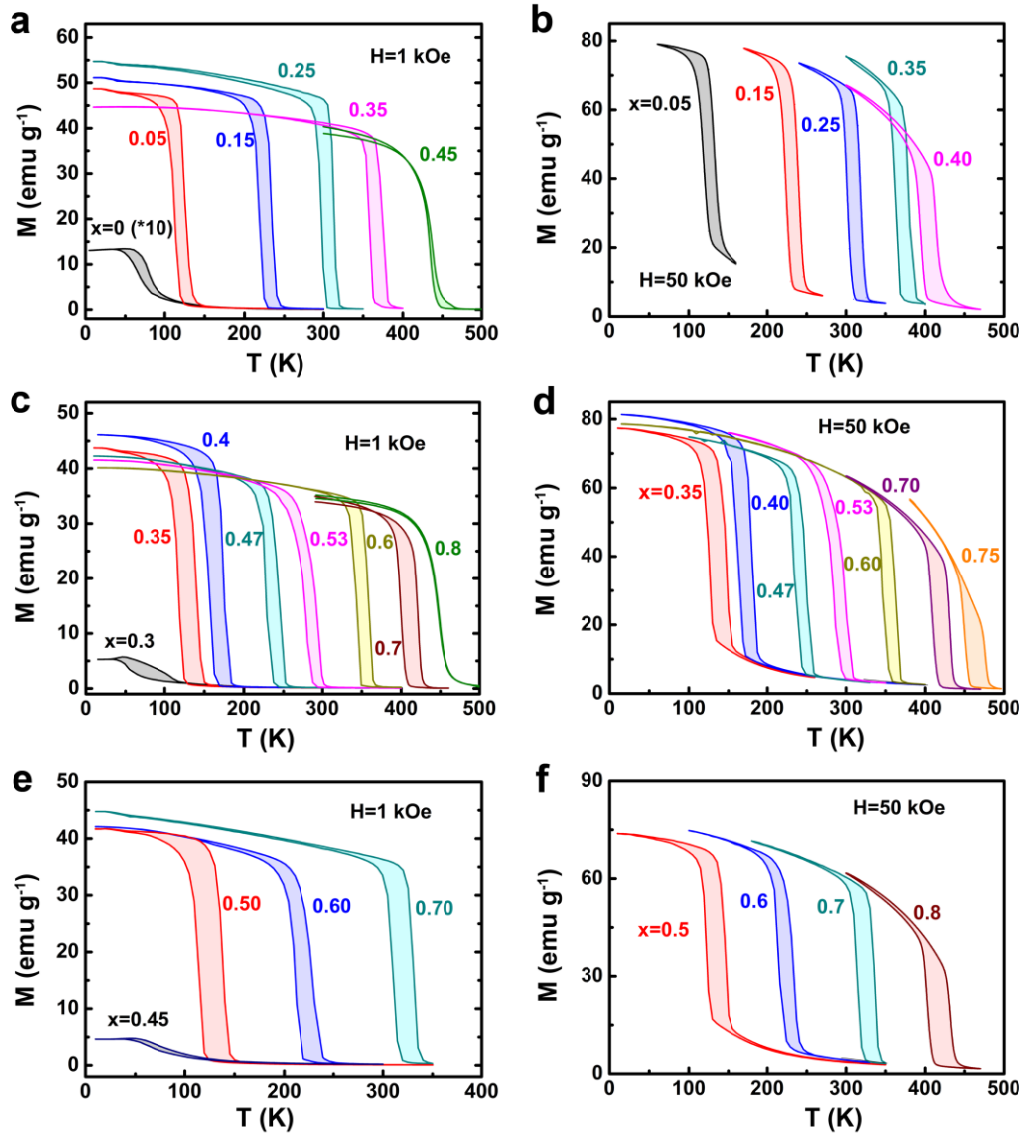 a
H=1 kOe
0.25
0.35
0.05
0.15
0.45
x=0 (*10)
M (emu g⁻¹)
0 10 20 30 40 50 60
0 100 200 300 400 500
T (K)
b
0.35
x=0.05
0.15
0.25
0.40
H=50 kOe
M (emu g⁻¹)
0 20 40 60 80
0 100 200 300 400 500
T (K)
c
H=1 kOe
0.4
0.35
0.47
0.53
0.6
0.8
0.7
x=0.3
M (emu g⁻¹)
0 10 20 30 40 50
0 100 200 300 400 500
T (K)
d
H=50 kOe
x=0.35
0.40
0.53
0.70
0.60
0.75
0.47
M (emu g⁻¹)
0 20 40 60 80
0 100 200 300 400 500
T (K)
e
H=1 kOe
0.50
0.60
0.70
x=0.45
M (emu g⁻¹)
0 10 20 30 40 50
0 100 200 300 400
T (K)
f
H=50 kOe
x=0.5
0.6
0.7
0.8
M (emu g⁻¹)
0 30 60 90
0 100 200 300 400 500
T (K)